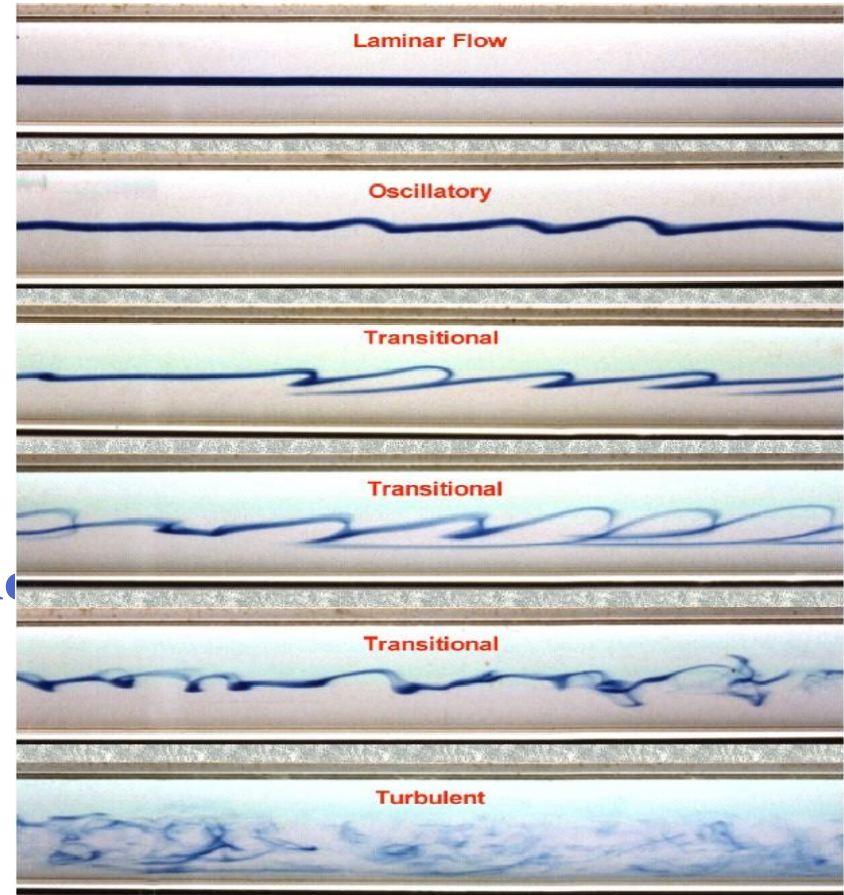 Laminar Flow
Oscillatory
Transitional
Transitional
Transitional
Turbulent